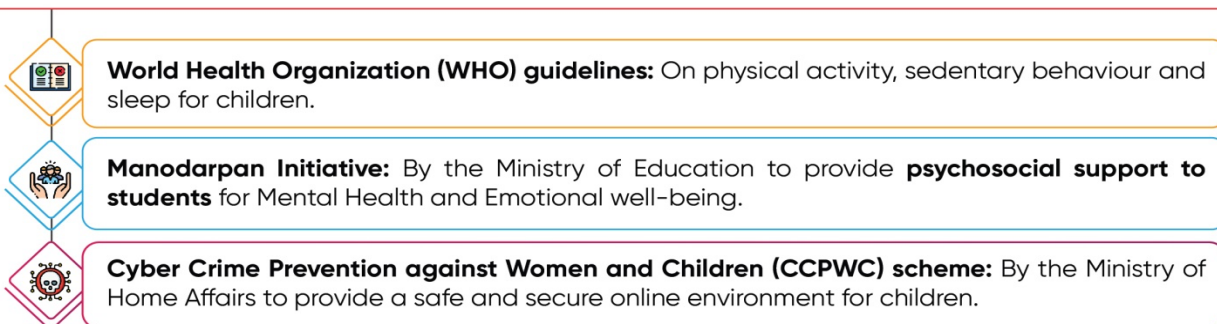 World Health Organization (WHO) guidelines: On physical activity, sedentary behaviour and
sleep for children.
Manodarpan Initiative: By the Ministry of Education to provide psychosocial support to
students for Mental Health and Emotional well-being.
Cyber Crime Prevention against Women and Children (CCPWC) scheme: By the Ministry of
Home Affairs to provide a safe and secure online environment for children.